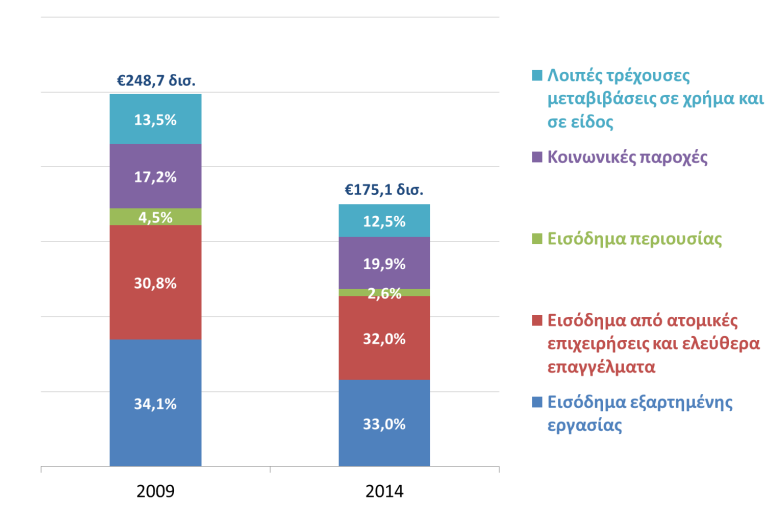 €248,7 δισ.
13,5%
17,2%
4,5%
30,8%
34,1%
2009
€175,1 δισ.
12,5%
19,9%
2,6%
32,0%
33,0%
2014
Λοιπές τρέχουσες
μεταβιβάσεις σε χρήμα και
σε είδος
Κοινωνικές παροχές
Εισόδημα περιουσίας
Εισόδημα από ατομικές
επιχειρήσεις και ελεύθερα
επαγγέλματα
Εισόδημα εξαρτημένης
εργασίας